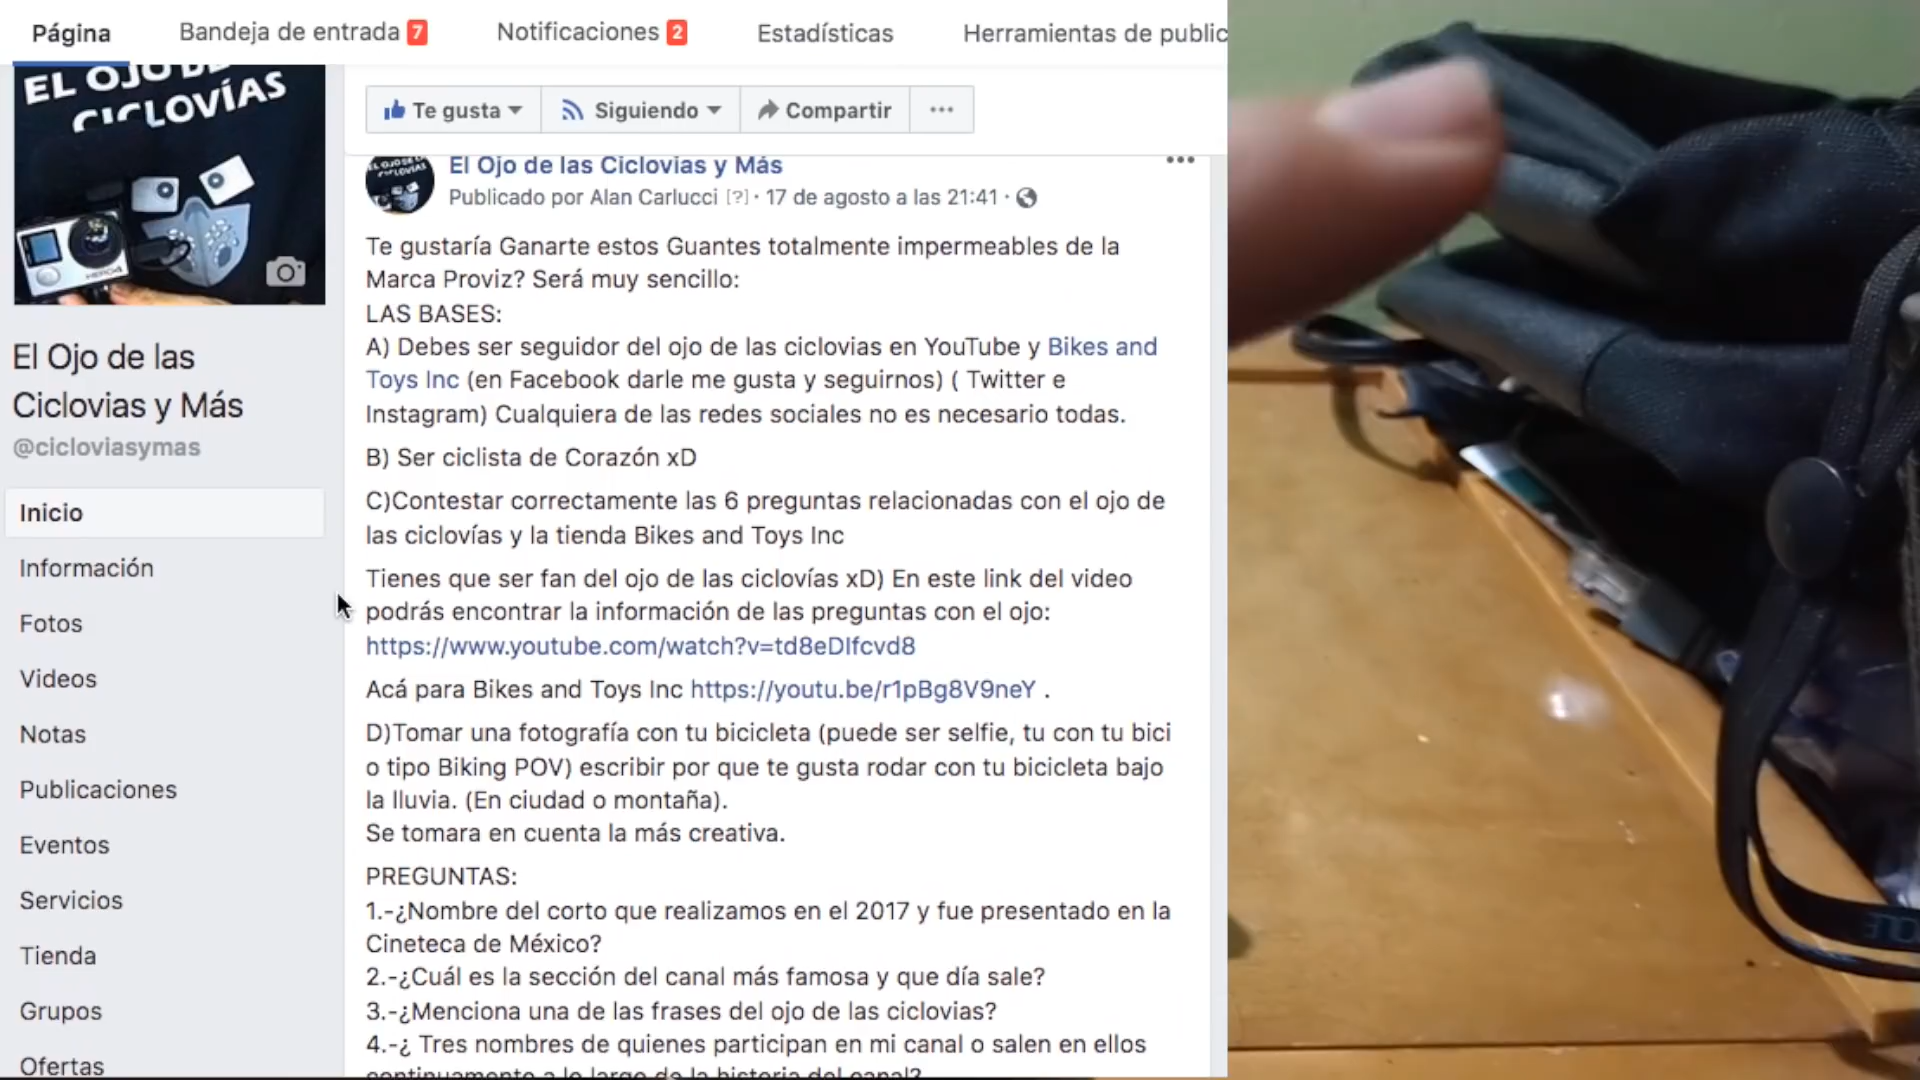 Página
Bandeja de entrada 7
Notificaciones 2
Estadísticas
Herramientas de public
EL OJO DE
CICLOVÍAS
HERO4
El Ojo de las
Ciclovias y Más
@cicloviasymas
Inicio
Información
Fotos
Videos
Notas
Publicaciones
Eventos
Servicios
Tienda
Grupos
Ofertas
Te gusta
Siguiendo
Compartir
El Ojo de las Ciclovias y Más
Publicado por Alan Carlucci [?] · 17 de agosto a las 21:41 ·
Te gustaría Ganarte estos Guantes totalmente impermeables de la
Marca Proviz? Será muy sencillo:
LAS BASES:
A) Debes ser seguidor del ojo de las ciclovias en YouTube y Bikes and
Toys Inc (en Facebook darle me gusta y seguirnos) ( Twitter e
Instagram) Cualquiera de las redes sociales no es necesario todas.
B) Ser ciclista de Corazón xD
C)Contestar correctamente las 6 preguntas relacionadas con el ojo de
las ciclovías y la tienda Bikes and Toys Inc
Tienes que ser fan del ojo de las ciclovías xD) En este link del video
podrás encontrar la información de las preguntas con el ojo:
https://www.youtube.com/watch?v=td8eDIfcvd8
Acá para Bikes and Toys Inc https://youtu.be/r1pBg8V9neY .
D)Tomar una fotografía con tu bicicleta (puede ser selfie, tu con tu bici
o tipo Biking POV) escribir por que te gusta rodar con tu bicicleta bajo
la lluvia. (En ciudad o montaña).
Se tomara en cuenta la más creativa.
PREGUNTAS:
1.-¿Nombre del corto que realizamos en el 2017 y fue presentado en la
Cineteca de México?
2.-¿Cuál es la sección del canal más famosa y que día sale?
3.-¿Menciona una de las frases del ojo de las ciclovias?
4.-¿ Tres nombres de quienes participan en mi canal o salen en ellos
continuamente a lo largo de la historia del canal?